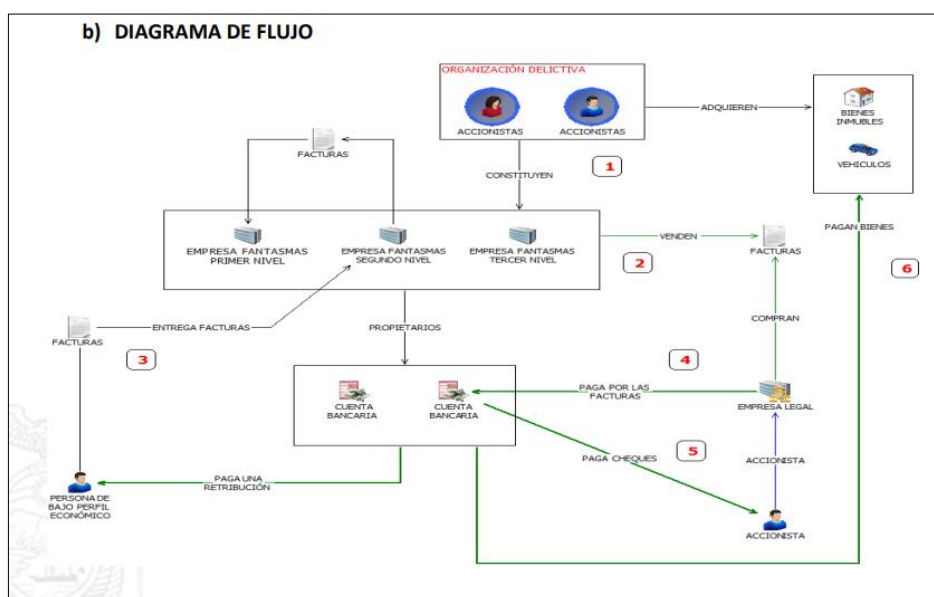 b) DIAGRAMA DE FLUJO
ORGANIZACIÓN DELICTIVA
ACCIONISTAS
ACCIONISTAS
ADQUIEREN
BIENES
INMUBLES
VEHICULOS
FACTURAS
1
CONSTITUYEN
EMPRESA FANTASMAS
PRIMER NIVEL
EMPRESA FANTASMAS
SEGUNDO NIVEL
EMPRESA FANTASMAS
TERCER NIVEL
VENDEN
2
FACTURAS
PAGAN BIENES
6
FACTURAS
ENTREGA FACTURAS
3
PROPIETARIOS
COMPRAN
4
CUENTA
BANCARIA
CUENTA
BANCARIA
PAGA POR LAS
FACTURAS
EMPRESA LEGAL
5
PAGA CHEQUES
ACCIONISTA
PAGA UNA
RETRIBUCIÓN
PERSONA DE
BAJO PERFIL
ECONÓMICO
ACCIONISTA